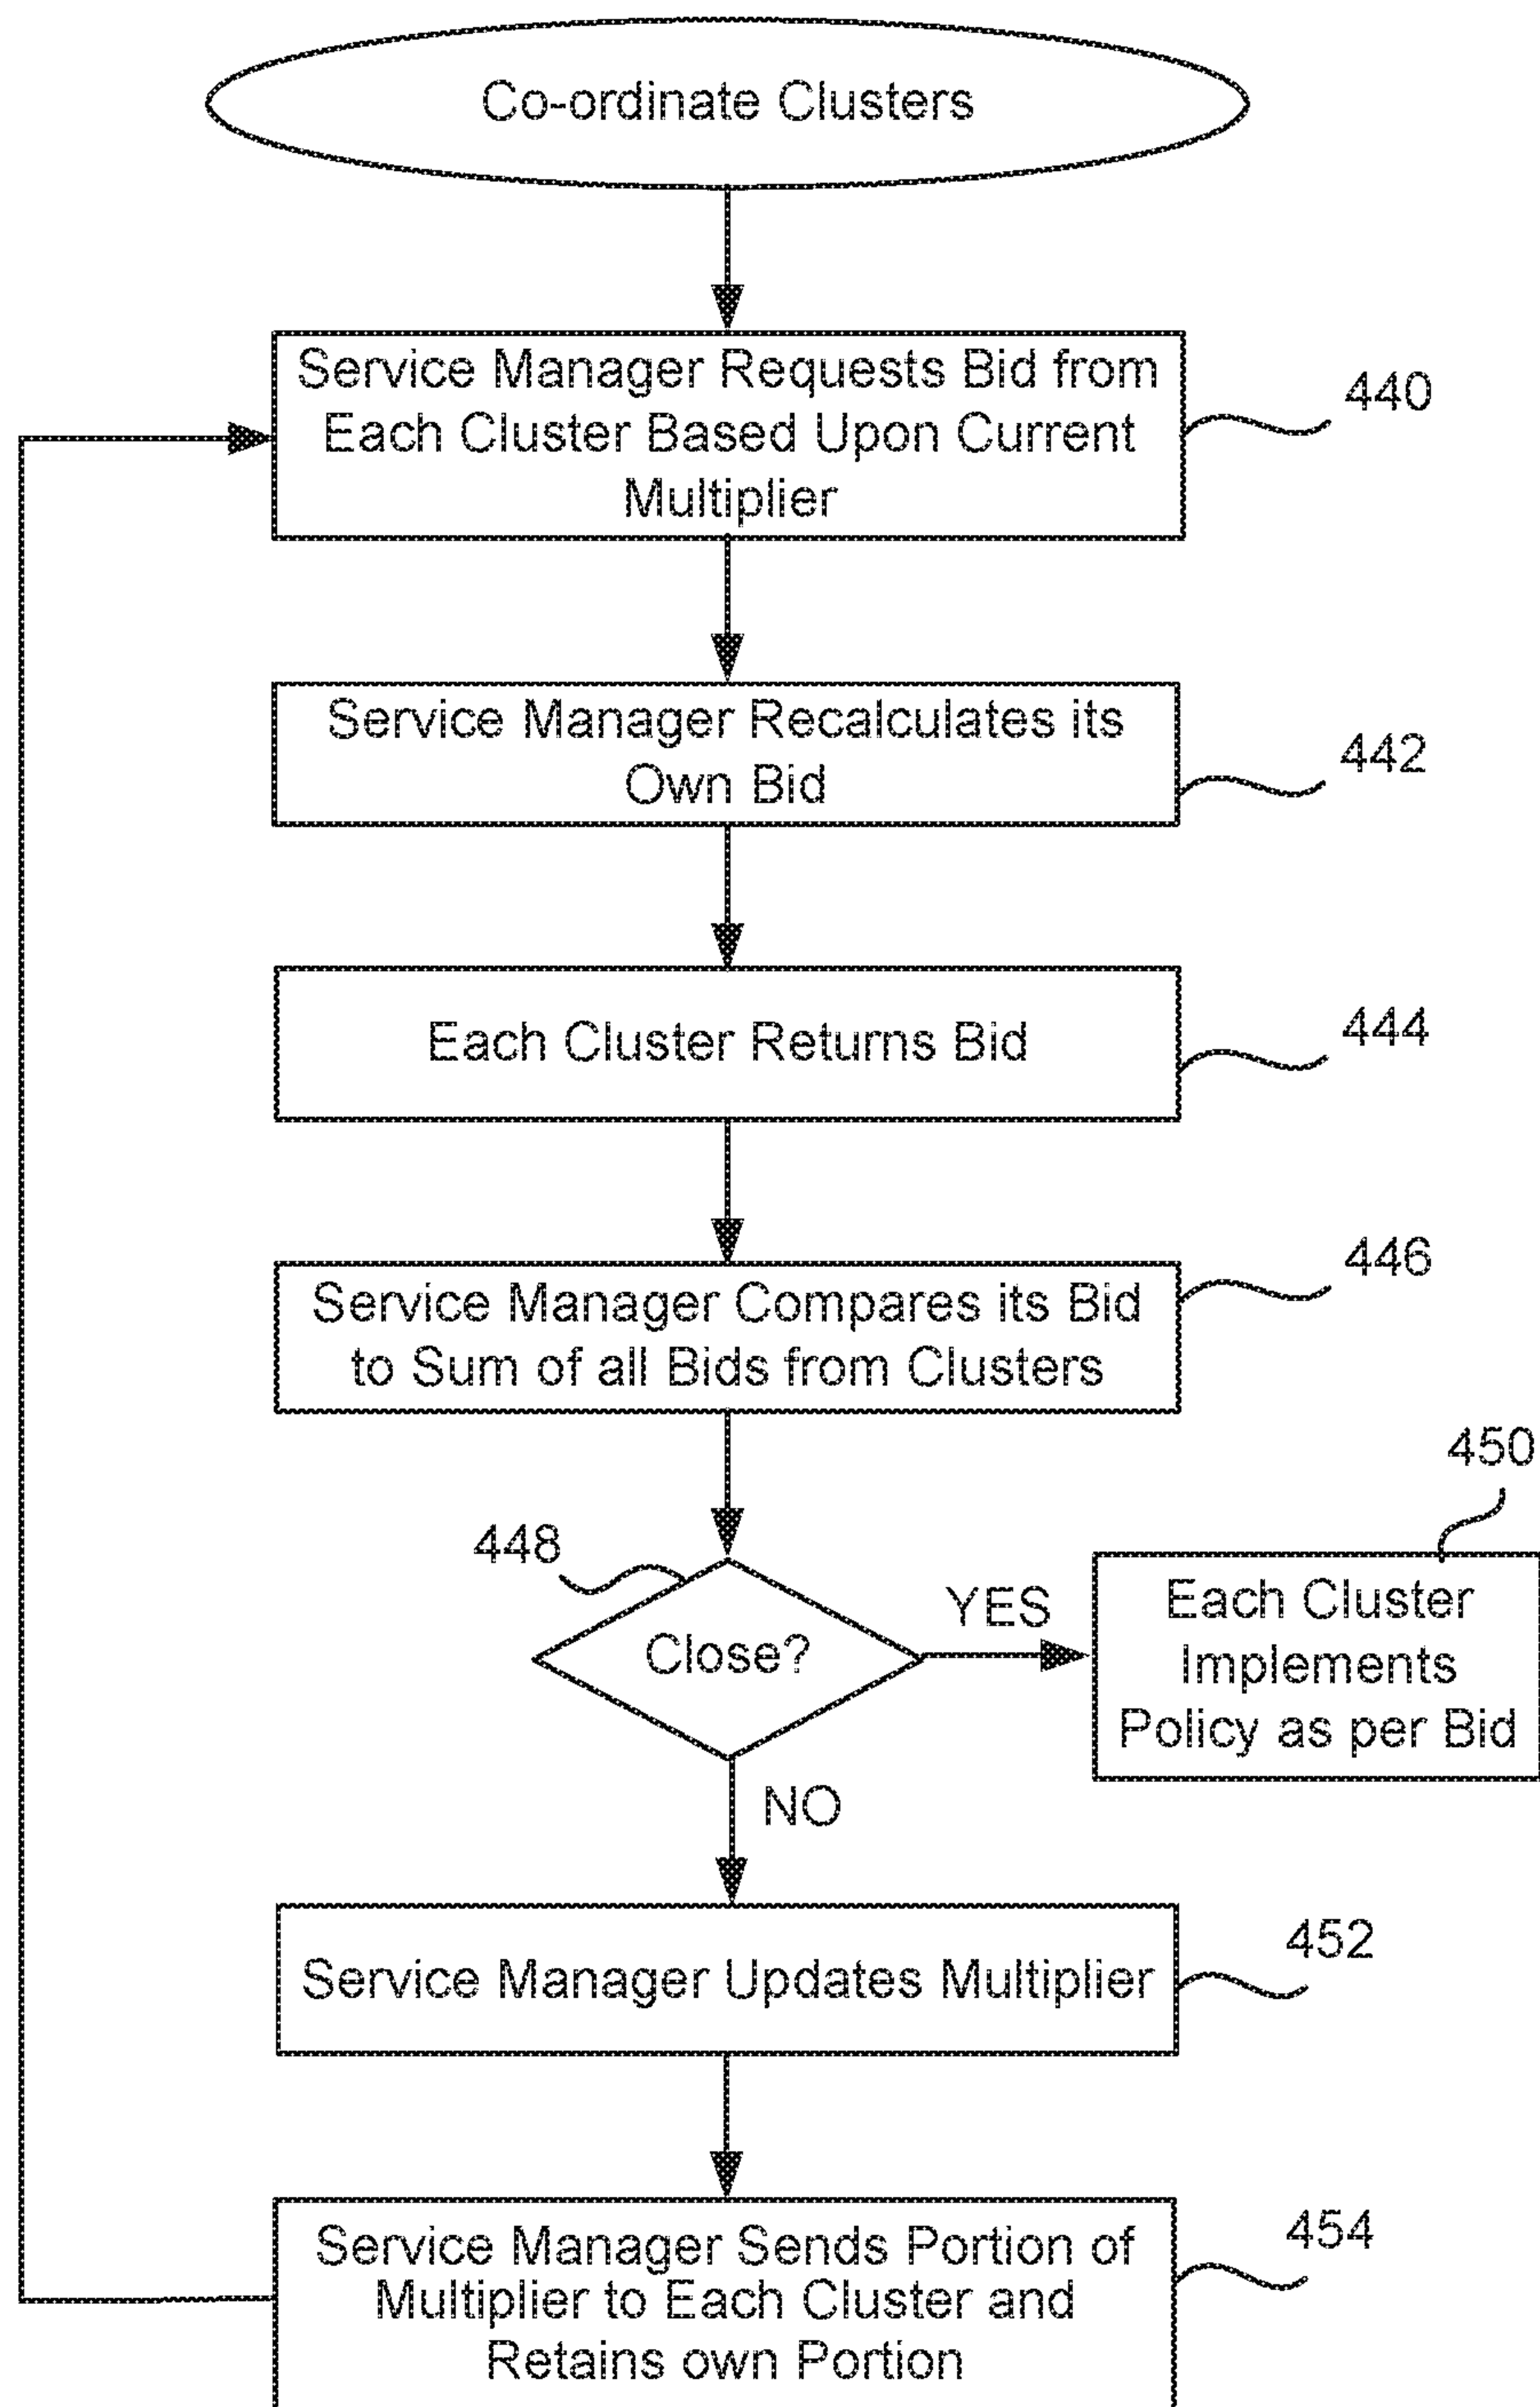 Co-ordinate Clusters
Service Manager Requests Bid from
Each Cluster Based Upon Current
Multiplier
440
Service Manager Recalculates its
Own Bid
442
Each Cluster Returns Bid
444
Service Manager Compares its Bid
to Sum of all Bids from Clusters
446
448
Close?
YES
450
Each Cluster
Implements
Policy as per Bid
NO
Service Manager Updates Multiplier
452
Service Manager Sends Portion of
Multiplier to Each Cluster and
Retains own Portion
454